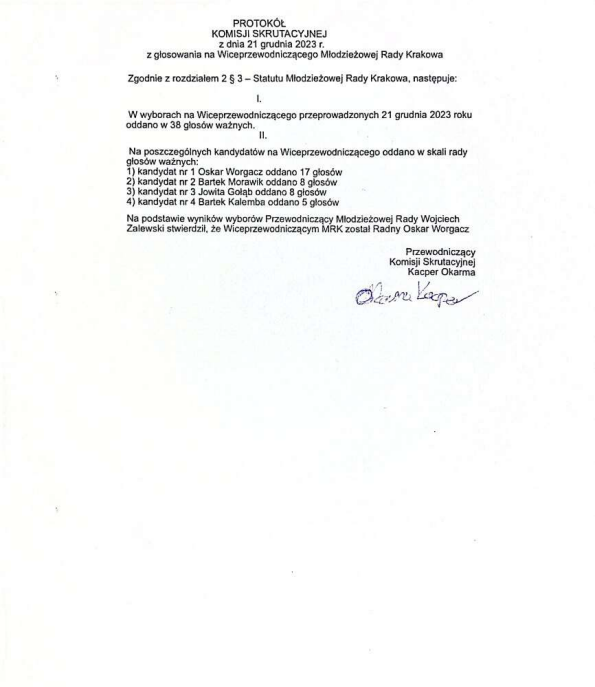 PROTOKÓŁ
KOMISJI SKRUTACYJNEJ
z dnia 21 grudnia 2023 r.
z głosowania na Wiceprzewodniczącego Młodzieżowej Rady Krakowa
Zgodnie z rozdziałem 2 § 3 – Statutu Młodzieżowej Rady Krakowa, następuje:
I.
W wyborach na Wiceprzewodniczącego przeprowadzonych 21 grudnia 2023 roku
oddano w 38 głosów ważnych.
II.
Na poszczególnych kandydatów na Wiceprzewodniczącego oddano w skali rady
głosów ważnych:
1) kandydat nr 1 Oskar Worgacz oddano 17 głosów
2) kandydat nr 2 Bartek Morawik oddano 8 głosów
3) kandydat nr 3 Jowita Gołąb oddano 8 głosów
4) kandydat nr 4 Bartek Kalemba oddano 5 głosów
Na podstawie wyników wyborów Przewodniczący Młodzieżowej Rady Wojciech
Zalewski stwierdził, że Wiceprzewodniczącym MRK został Radny Oskar Worgacz
Przewodniczący
Komisji Skrutacyjnej
Kacper Okarma
Okarma Kacper